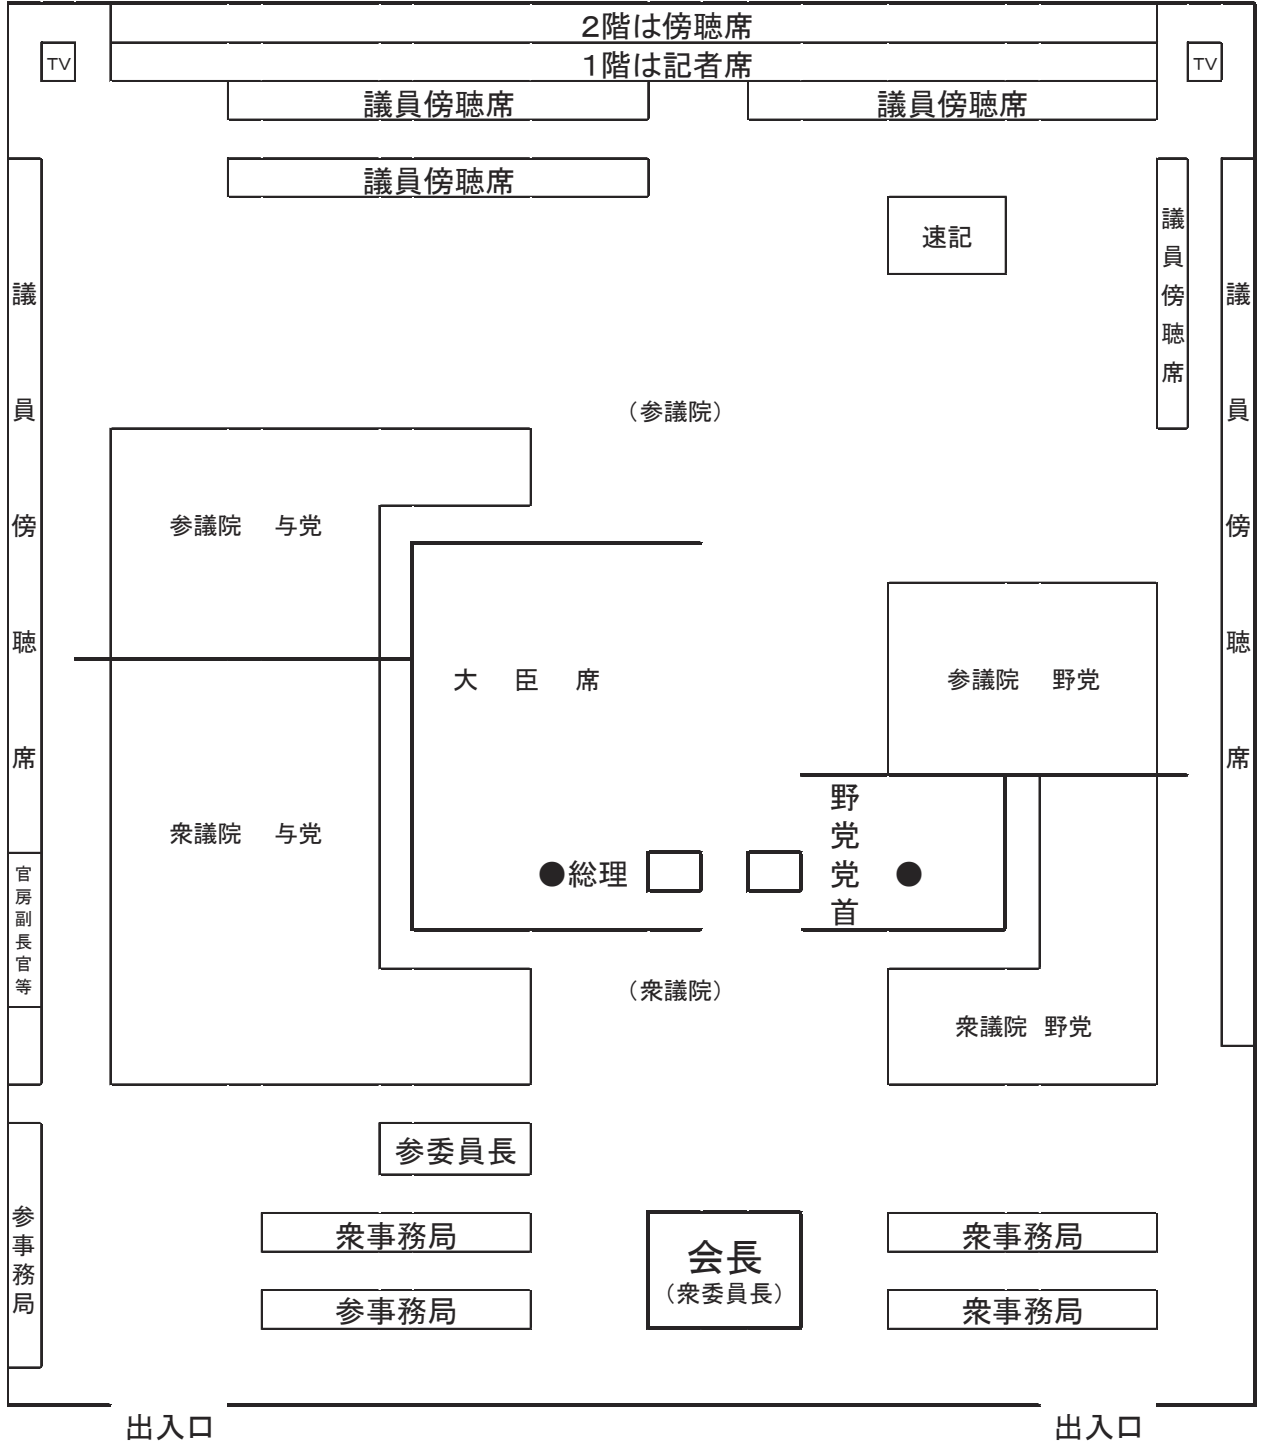 2階は傍聴席
TV
1階は記者席
TV
議員傍聴席
議員傍聴席
議員傍聴席
速記
議員傍聴席
議員傍聴席
議員傍聴席
（参議院）
参議院　与党
大　臣　席
参議院　野党
衆議院　与党
野党党首
●総理
●
官房副長官等
（衆議院）
衆議院　野党
参委員長
参事務局
衆事務局
会長
（衆委員長）
衆事務局
参事務局
衆事務局
出入口
出入口